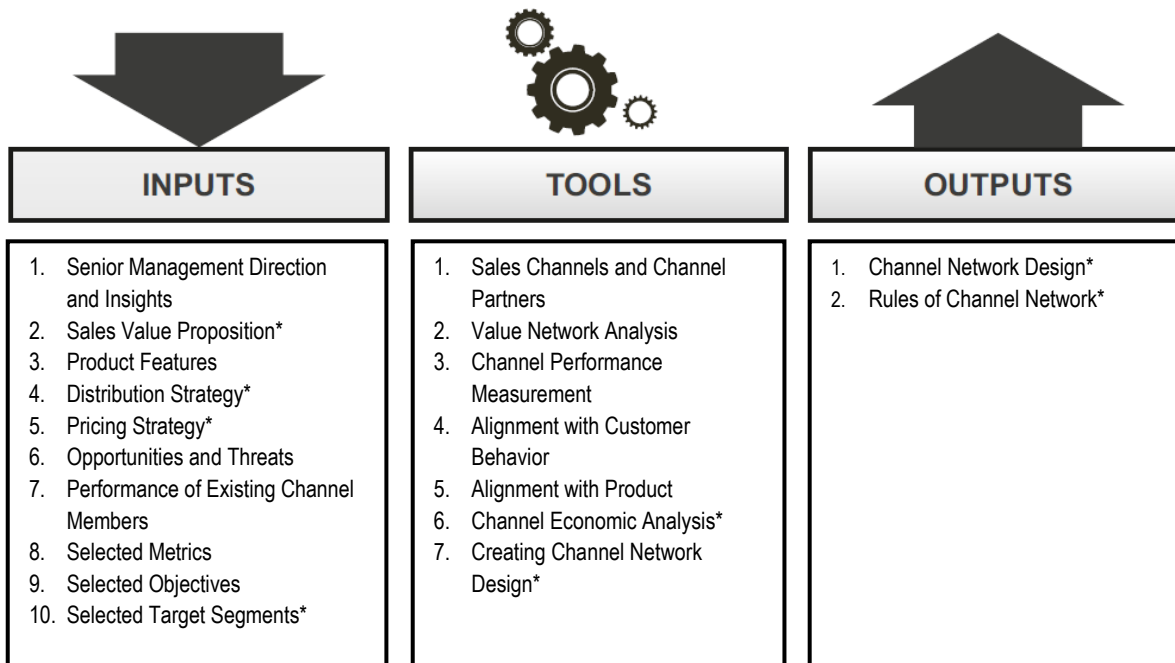 INPUTS
1. Senior Management Direction
and Insights
2. Sales Value Proposition*
3. Product Features
4. Distribution Strategy*
5. Pricing Strategy*
6. Opportunities and Threats
7. Performance of Existing Channel
Members
8. Selected Metrics
9. Selected Objectives
10. Selected Target Segments*
TOOLS
1. Sales Channels and Channel
Partners
2. Value Network Analysis
3. Channel Performance
Measurement
4. Alignment with Customer
Behavior
5. Alignment with Product
6. Channel Economic Analysis*
7. Creating Channel Network
Design*
OUTPUTS
1. Channel Network Design*
2. Rules of Channel Network*